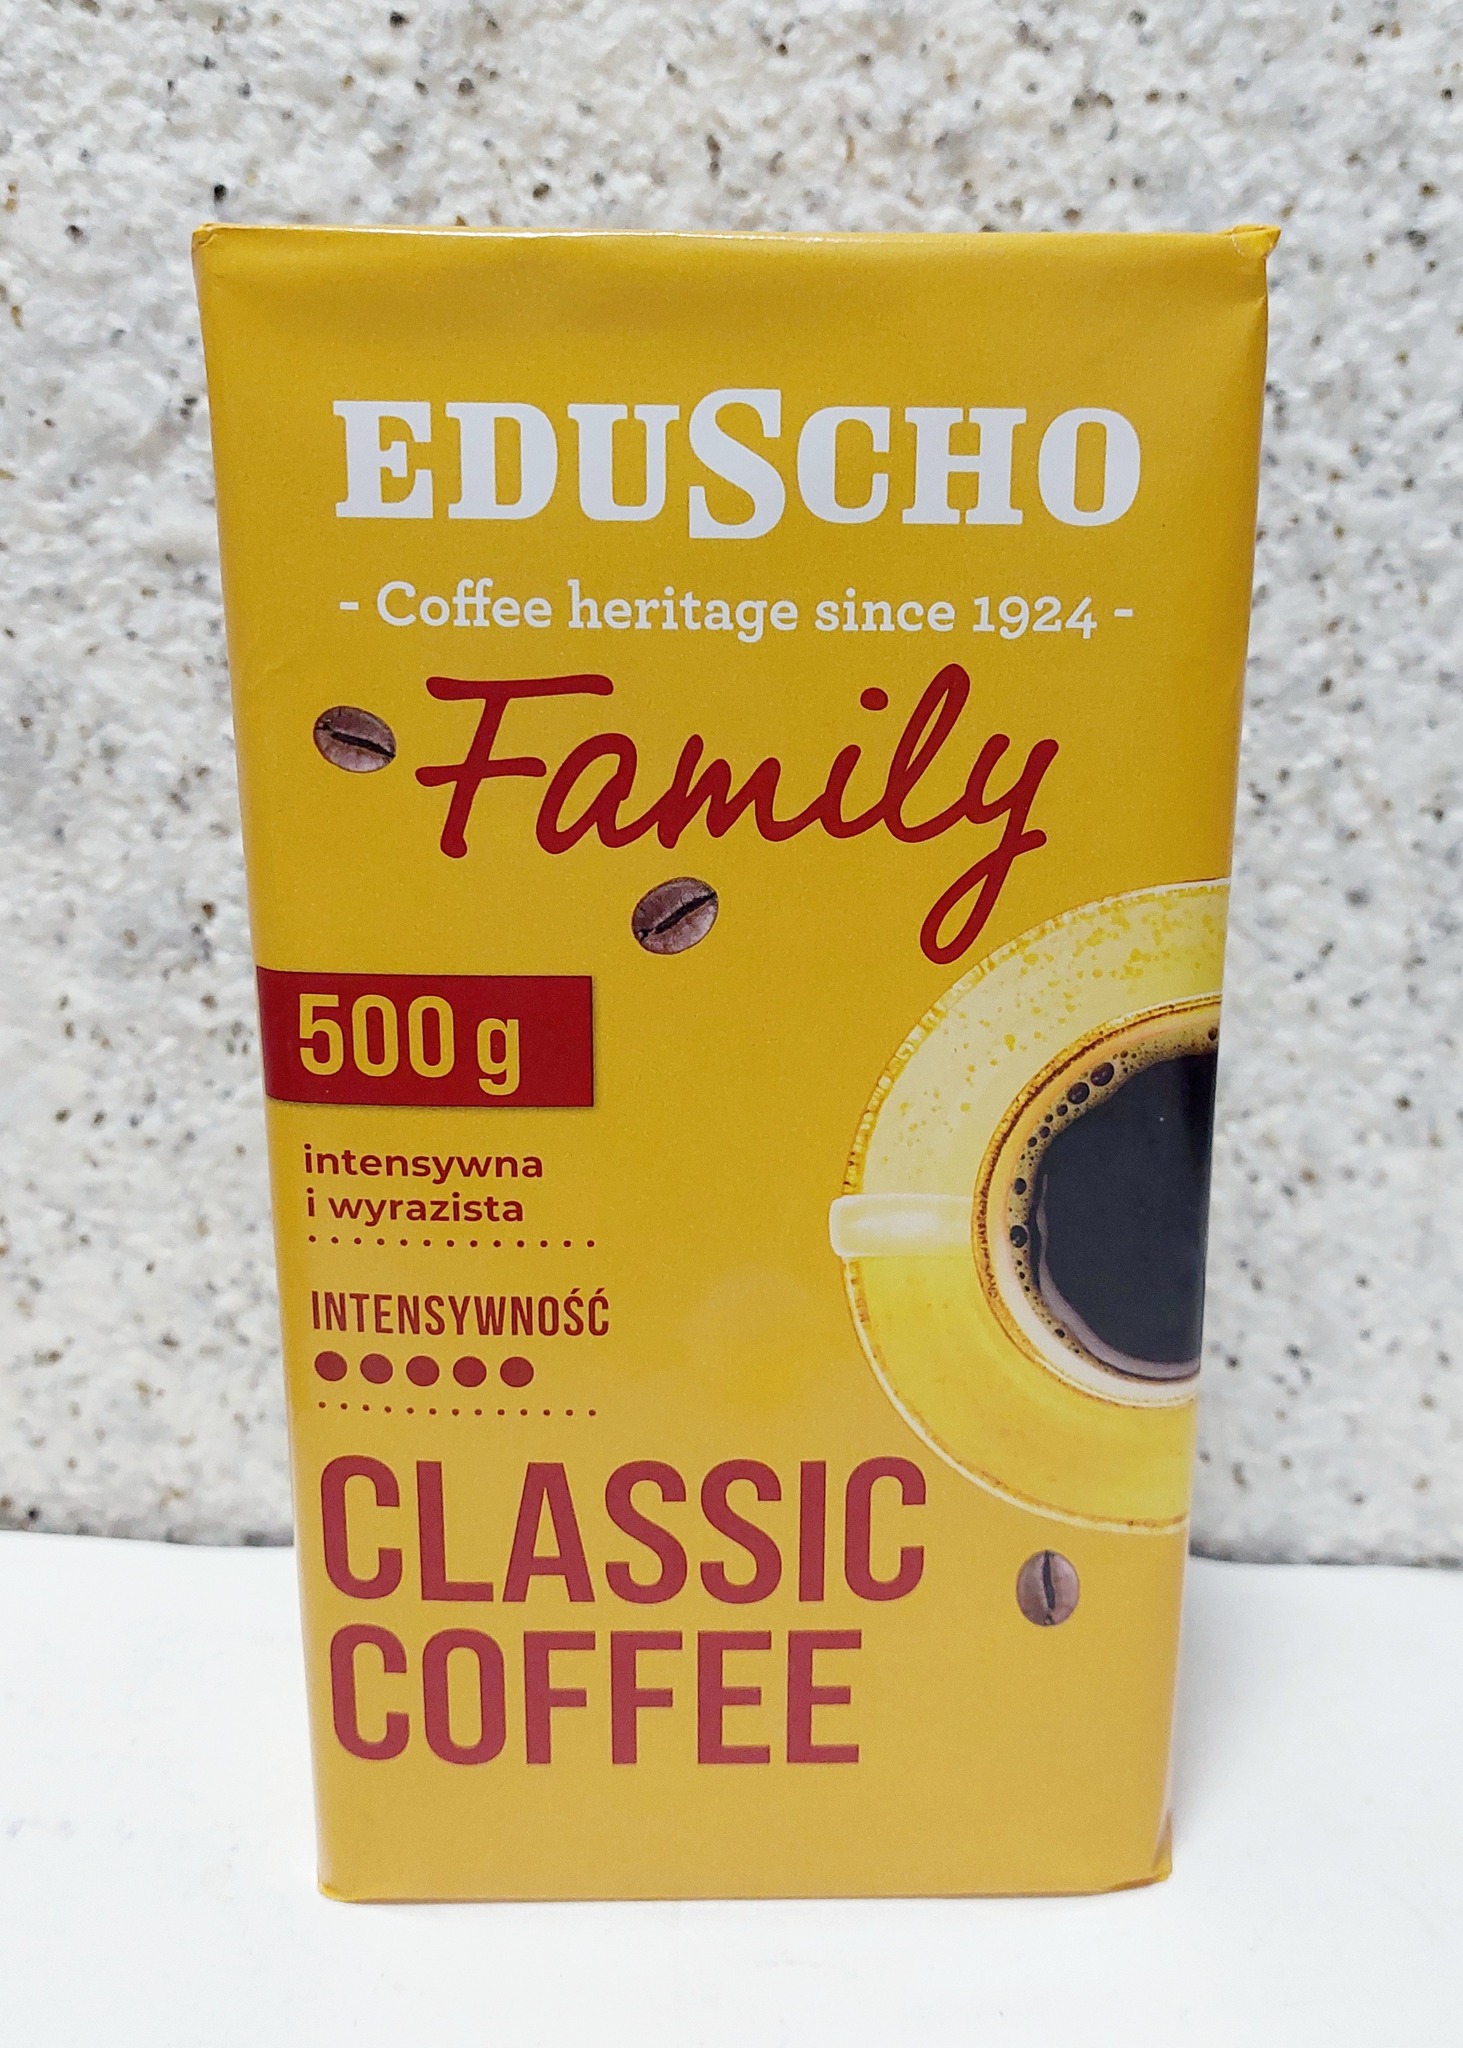 EDUSCHO
- Coffee heritage since 1924 -
Family
500 g
intensywna
i wyrazista
INTENSYWNOŚĆ
CLASSIC
COFFEE